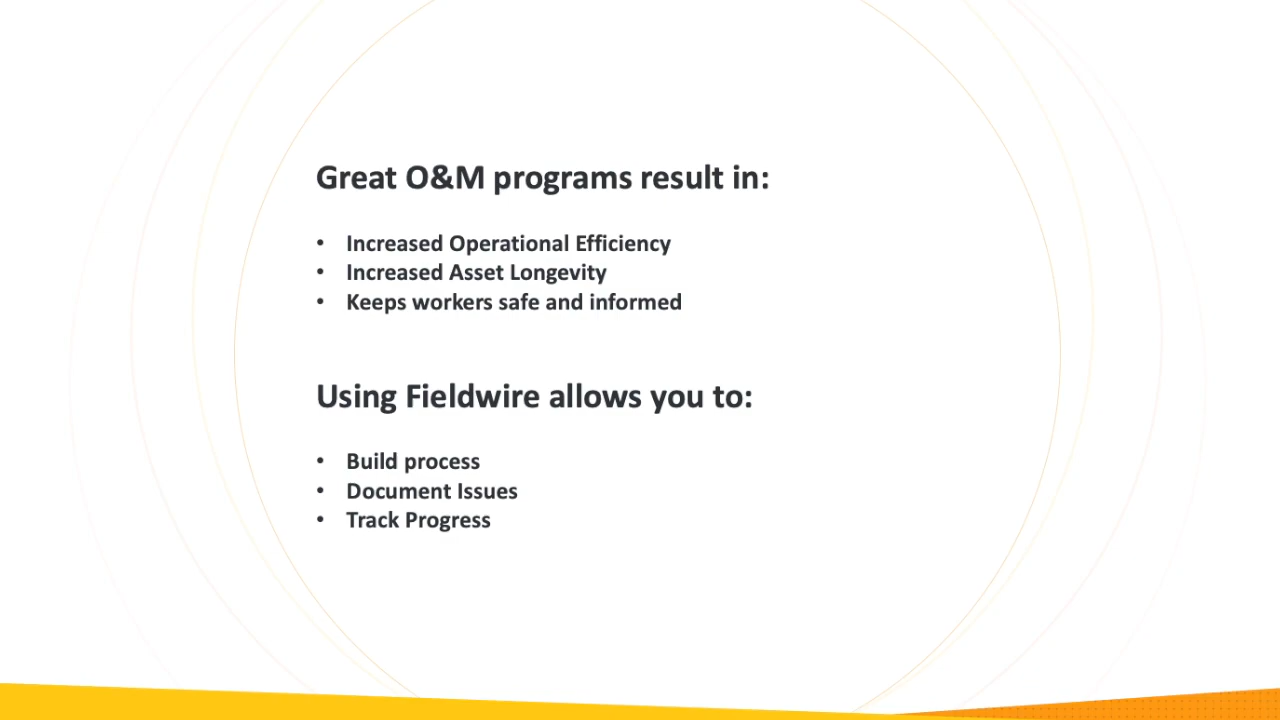 Great O&M programs result in:
• Increased Operational Efficiency
• Increased Asset Longevity
• Keeps workers safe and informed
Using Fieldwire allows you to:
• Build process
• Document Issues
• Track Progress